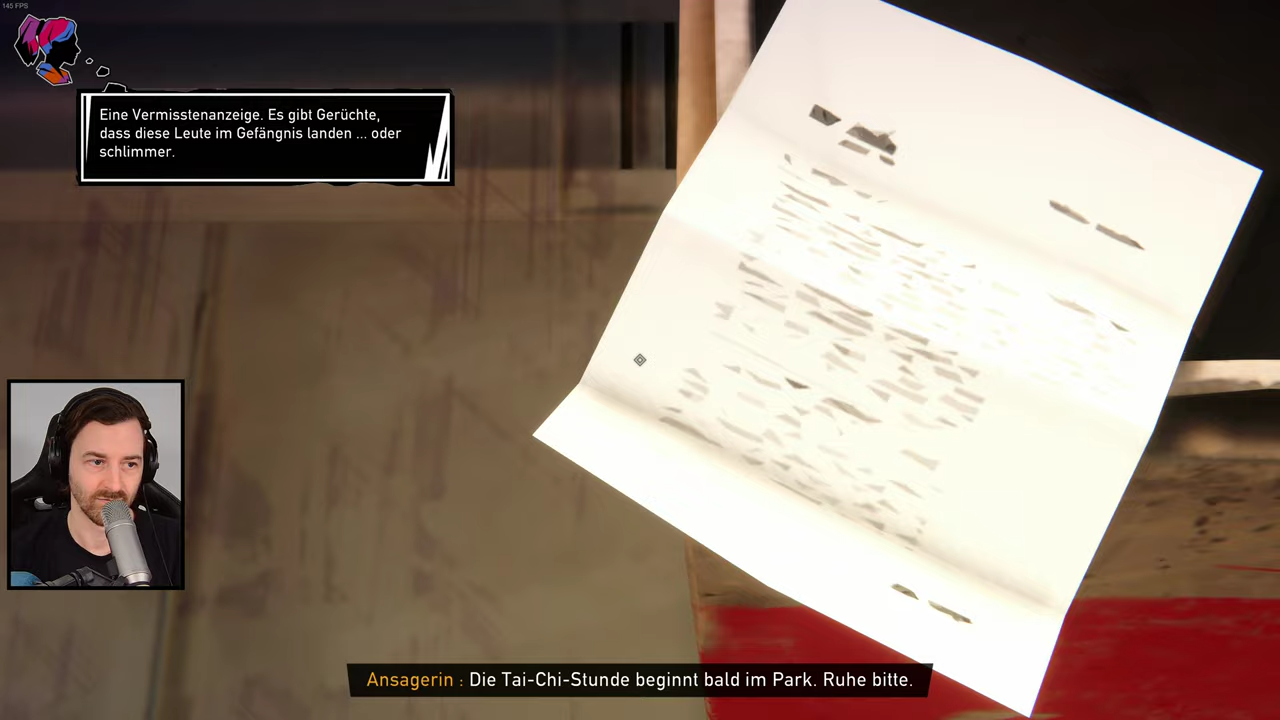 145 FPS
Eine Vermisstenanzeige. Es gibt Gerüchte,
dass diese Leute im Gefängnis landen ... oder
schlimmer.
Ansagerin : Die Tai-Chi-Stunde beginnt bald im Park. Ruhe bitte.